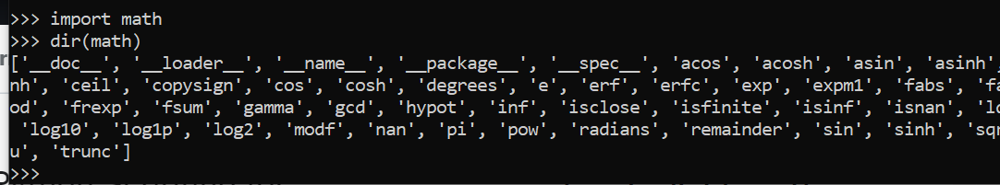 >>> import math
>>> dir(math)
['__doc__', '__loader__', '__name__', '__package__', '__spec__', 'acos', 'acosh', 'asin', 'asinh'
nh', 'ceil', 'copysign', 'cos', 'cosh', 'degrees', 'e', 'erf', 'erfc', 'exp', 'expm1', 'fabs', 'fa
od', 'frexp', 'fsum', 'gamma', 'gcd', 'hypot', 'inf', 'isclose', 'isfinite', 'isinf', 'isnan', 'l
'log10', 'log1p', 'log2', 'modf', 'nan', 'pi', 'pow', 'radians', 'remainder', 'sin', 'sinh', 'sq
u', 'trunc']
>>>